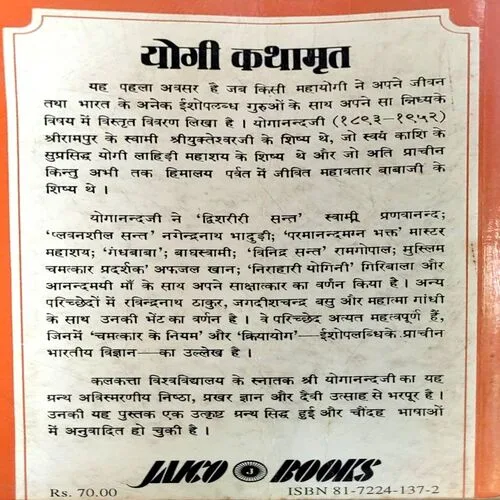 योगी कथामृत
यह पहला अवसर है जब किसी महायोगी ने अपने जीवन
तथा भारत के अनेक ईशोपलब्ध गुरुओं के साथ अपने सा न्निध्यके
विषय में विस्तृत विवरण लिखा है । योगानन्दजी (१८९३–१९५२)
श्रीरामपुर के स्वामी श्रीयुक्तेश्वरजी के शिष्य थे, जो स्वयं काशि के
सुप्रसिद्ध योगी लाहिड़ी महाशय के शिष्य थे और जो अति प्राचीन
किन्तु अभी तक हिमालय पर्वत में जीवित महावतार बाबाजी के
शिष्य थे ।
योगानन्दजी ने ‘द्विशरीरी सन्त’ स्वामी प्रणवानन्द;
‘प्लवनशील सन्त’ नगेन्द्रनाथ भादुड़ी; ‘परमानन्दमग्न भक्त’ मास्टर
महाशय; ‘गंधबाबा’; बाघस्वामी; ‘विनिद्र सन्त’ रामगोपाल; मुस्लिम
चमत्कार प्रदर्शक’ अफजल खान; ‘निराहारी योगिनी’ गिरिबाला और
आनन्दमयी माँ के साथ अपने साक्षात्कार का वर्णन किया है । अन्य
परिच्छेदों में रविन्द्रनाथ ठाकुर, जगदीशचन्द्र बसु और महात्मा गांधी
के साथ उनकी भेंट का वर्णन है । वे परिच्छेद अत्यत महत्वपूर्ण हैं,
जिनमें ‘चमत्कार के नियम’ और ‘क्रियायोग’—ईशोपलब्धिके प्राचीन
भारतीय विज्ञान— का उल्लेख है ।
कलकत्ता विश्वविद्यालय के स्नातक श्री योगानन्दजी का यह
ग्रन्थ अविस्मरणीय निष्ठा, प्रखर ज्ञान और दैवी उत्साह से भरपूर है ।
उनकी यह पुस्तक एक उत्कृष्ट ग्रन्थ सिद्ध हुई और चौंदह भाषाओं
में अनुवादित हो चुकी है ।
JAICO J BOOKS
Rs. 70.00 ISBN 81-7224-137-2